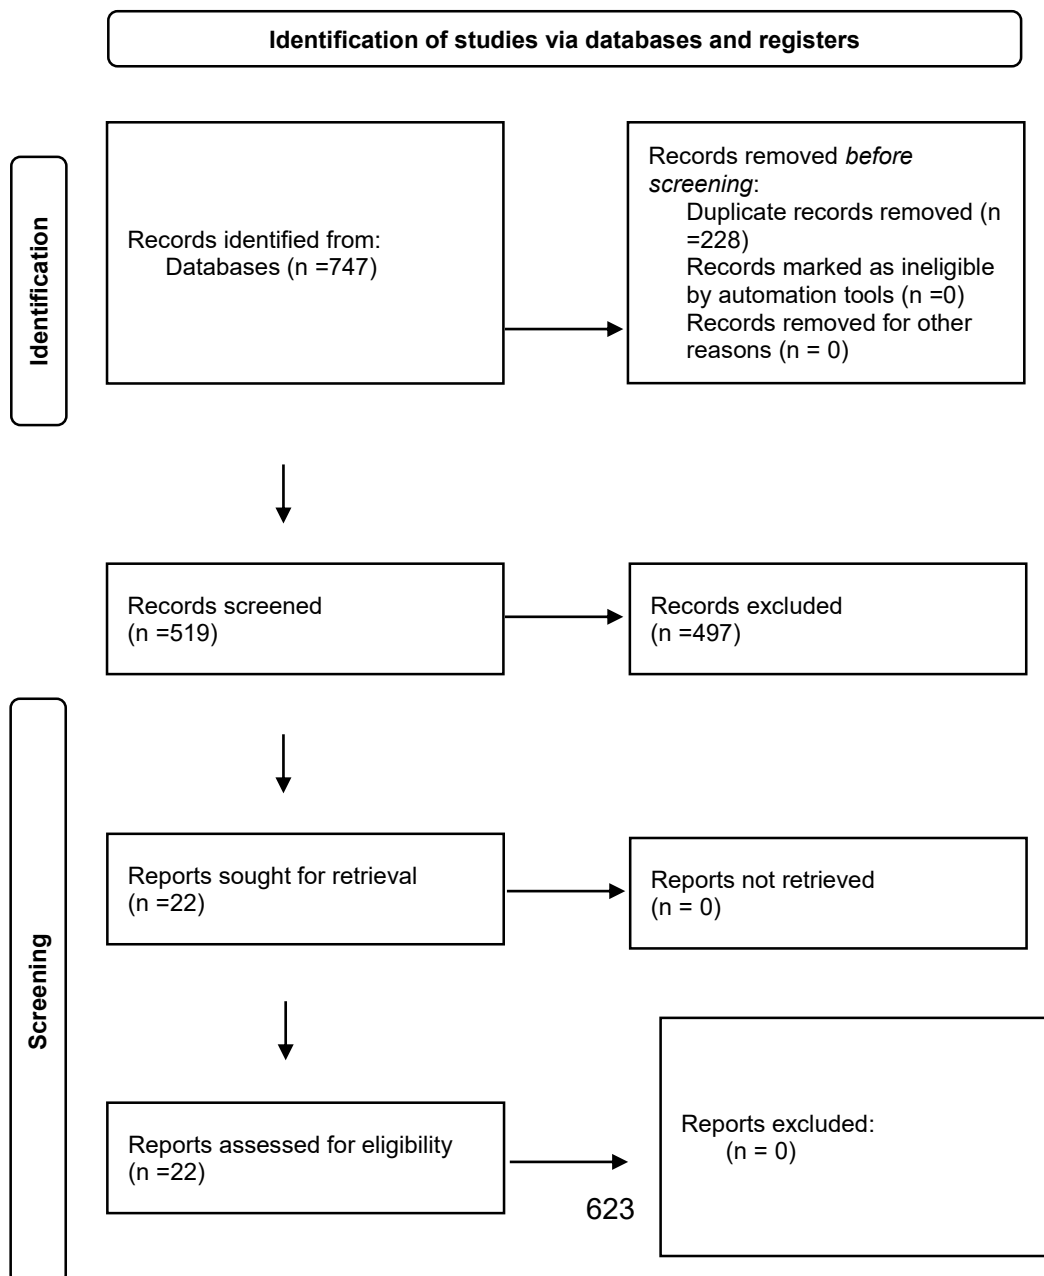 Identification of studies via databases and registers
Identification
Records identified from:
Databases (n =747)
Records removed before
screening:
Duplicate records removed (n
=228)
Records marked as ineligible
by automation tools (n =0)
Records removed for other
reasons (n = 0)
Records screened
(n =519)
Records excluded
(n =497)
Screening
Reports sought for retrieval
(n =22)
Reports not retrieved
(n = 0)
Reports assessed for eligibility
(n =22)
Reports excluded:
(n = 0)
623